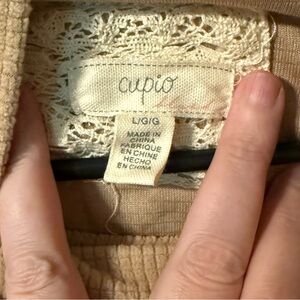 cupio
L/G/G
MADE IN
CHINA
FABRIQUE
EN CHINE
HECHO
EN CHINA